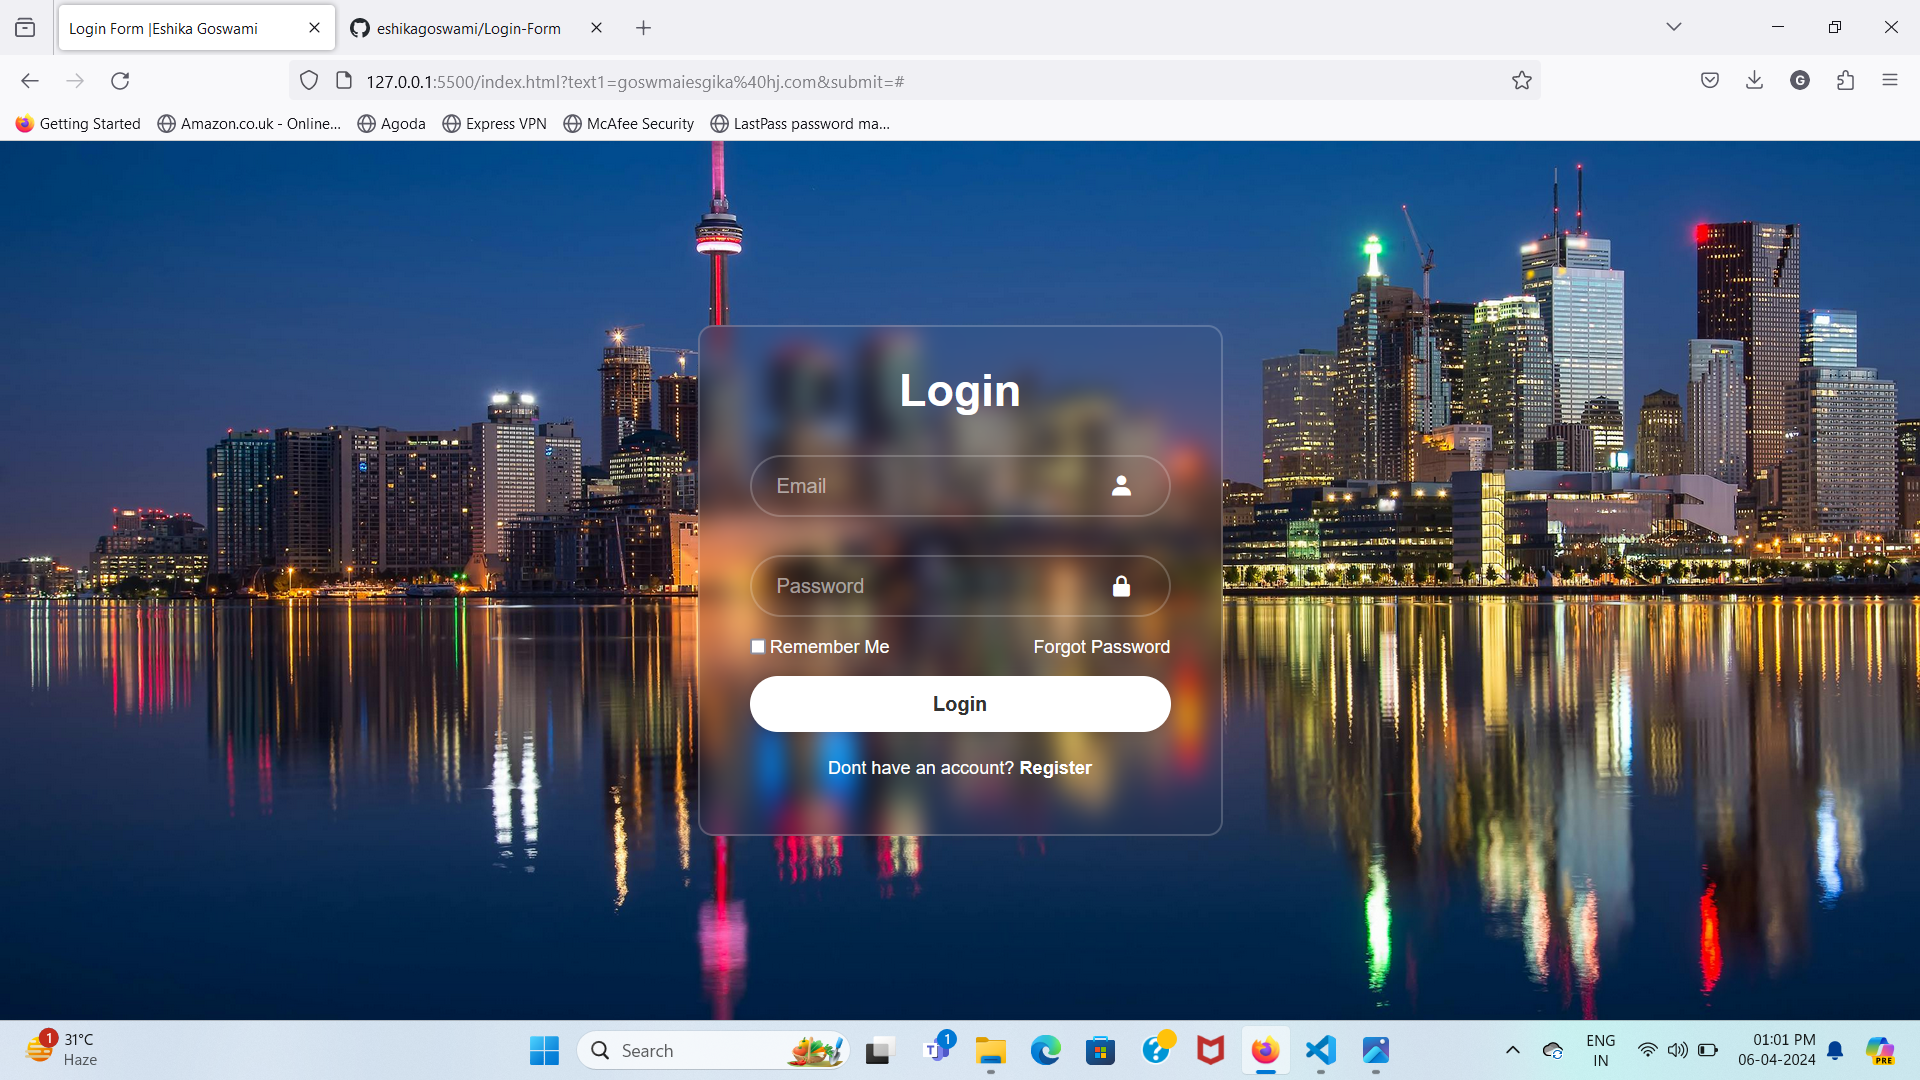 Login Form |Eshika Goswami
eshikagoswami/Login-Form
127.0.0.1:5500/index.html?text1=goswmaiesgika%40hj.com&submit=#
G
Getting Started
Amazon.co.uk - Online...
Agoda
Express VPN
McAfee Security
LastPass password ma...
Login
Email
Password
Remember Me
Forgot Password
Login
Dont have an account? Register
1
31°C
Haze
Search
T
1
?
PRE
ENG
IN
01:01 PM
06-04-2024